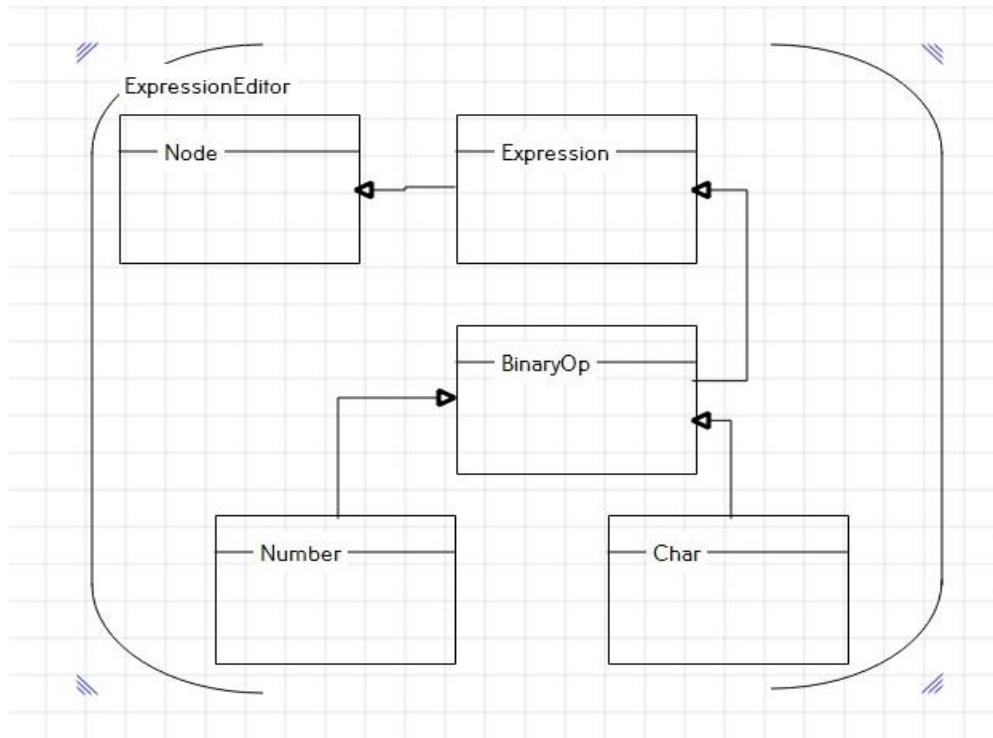 ExpressionEditor
Node
Expression
BinaryOp
Number
Char